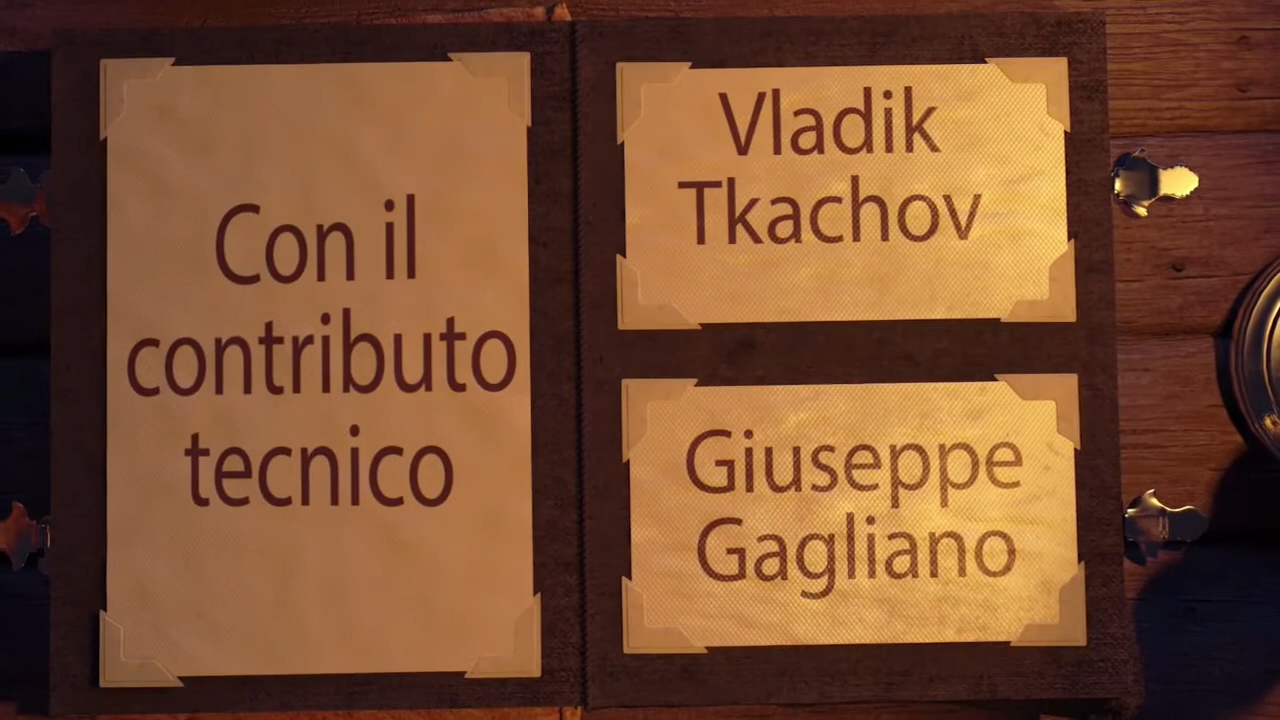 Con il
contributo
tecnico
Vladik
Tkachov
Giuseppe
Gagliano